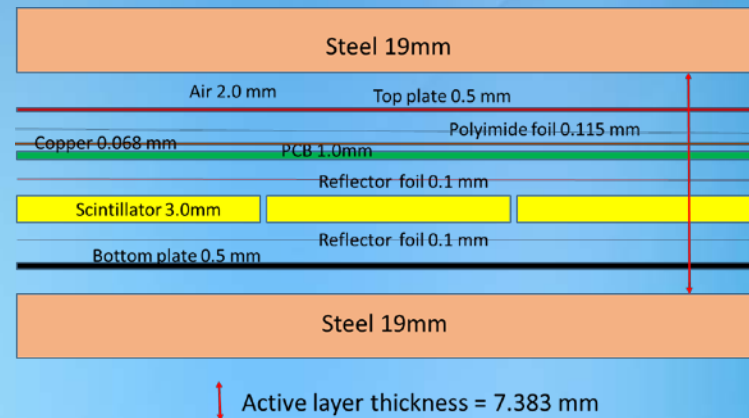 Steel 19mm
Air 2.0 mm
Top plate 0.5 mm
Polyimide foil 0.115 mm
Copper 0.068 mm
PCB 1.0mm
Reflector foil 0.1 mm
Scintillator 3.0mm
Reflector foil 0.1 mm
Bottom plate 0.5 mm
Steel 19mm
Active layer thickness = 7.383 mm